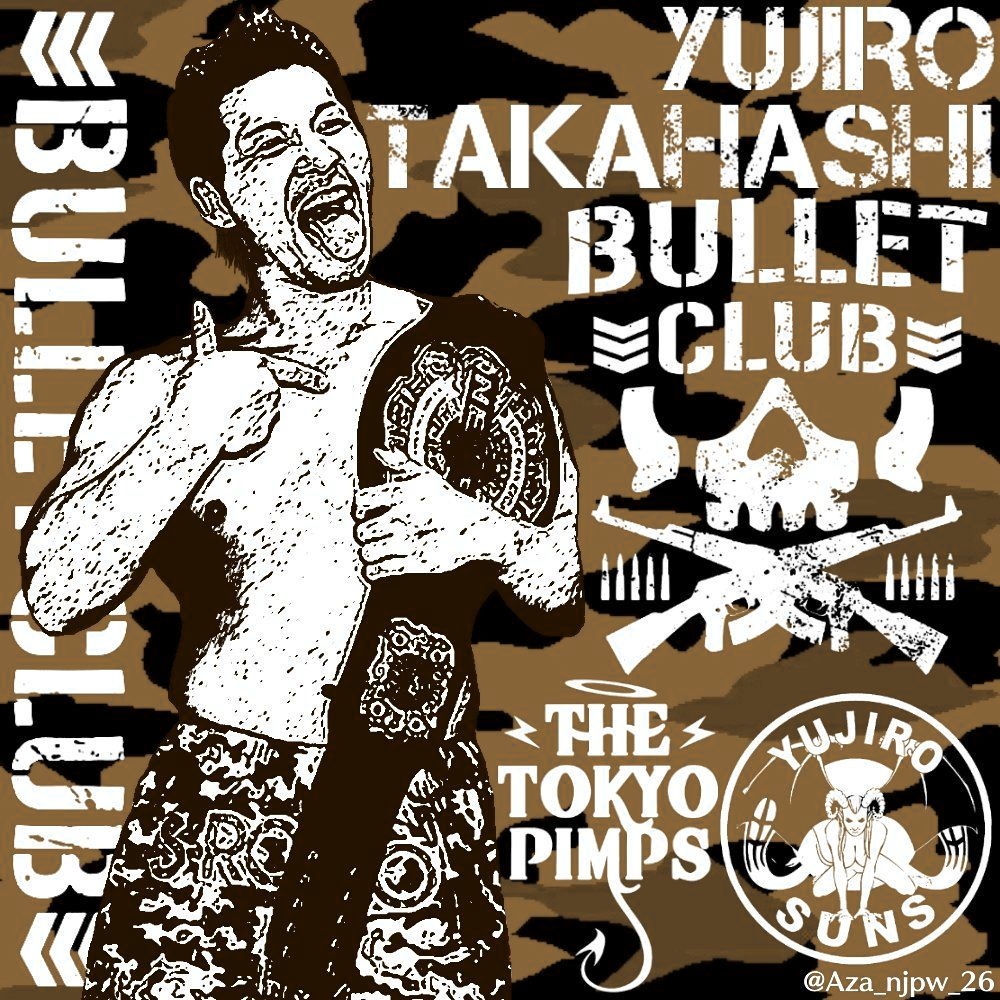 YUJIRO
TAKAHASHI
BULLET
CLUB
BULLET CLUB
THE
TOKYO
PIMPS
YUJIRO
SUNS
@Aza_njpw_26